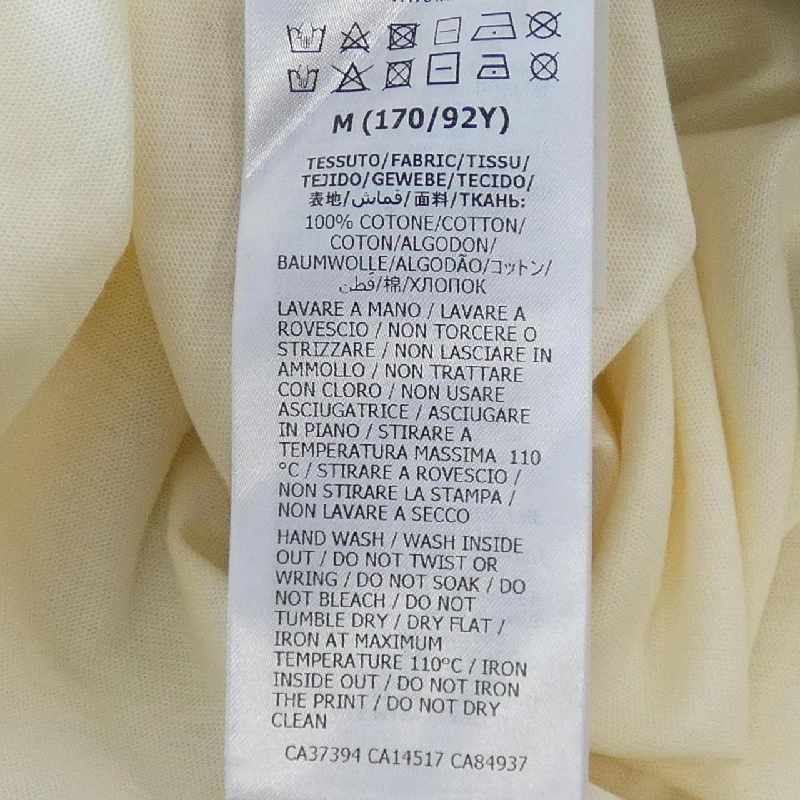 M (170/92Y)
TESSUTO/FABRIC/TISSU/
TEJIDO/GEWEBE/TECIDO/
表地/قماش/面料/ТКАНЬ:
100% COTONE/COTTON/
COTON/ALGODON/
BAUMWOLLE/ALGODÃO/コットン/
قطن/棉/ХЛОПОК
LAVARE A MANO / LAVARE A
ROVESCIO / NON TORCERE O
STRIZZARE / NON LASCIARE IN
AMMOLLO / NON TRATTARE
CON CLORO / NON USARE
ASCIUGATRICE / ASCIUGARE
IN PIANO / STIRARE A
TEMPERATURA MASSIMA 110
°C / STIRARE A ROVESCIO /
NON STIRARE LA STAMPA /
NON LAVARE A SECCO
HAND WASH / WASH INSIDE
OUT / DO NOT TWIST OR
WRING / DO NOT SOAK / DO
NOT BLEACH / DO NOT
TUMBLE DRY / DRY FLAT /
IRON AT MAXIMUM
TEMPERATURE 110°C / IRON
INSIDE OUT / DO NOT IRON
THE PRINT / DO NOT DRY
CLEAN
CA37394 CA14517 CA84937